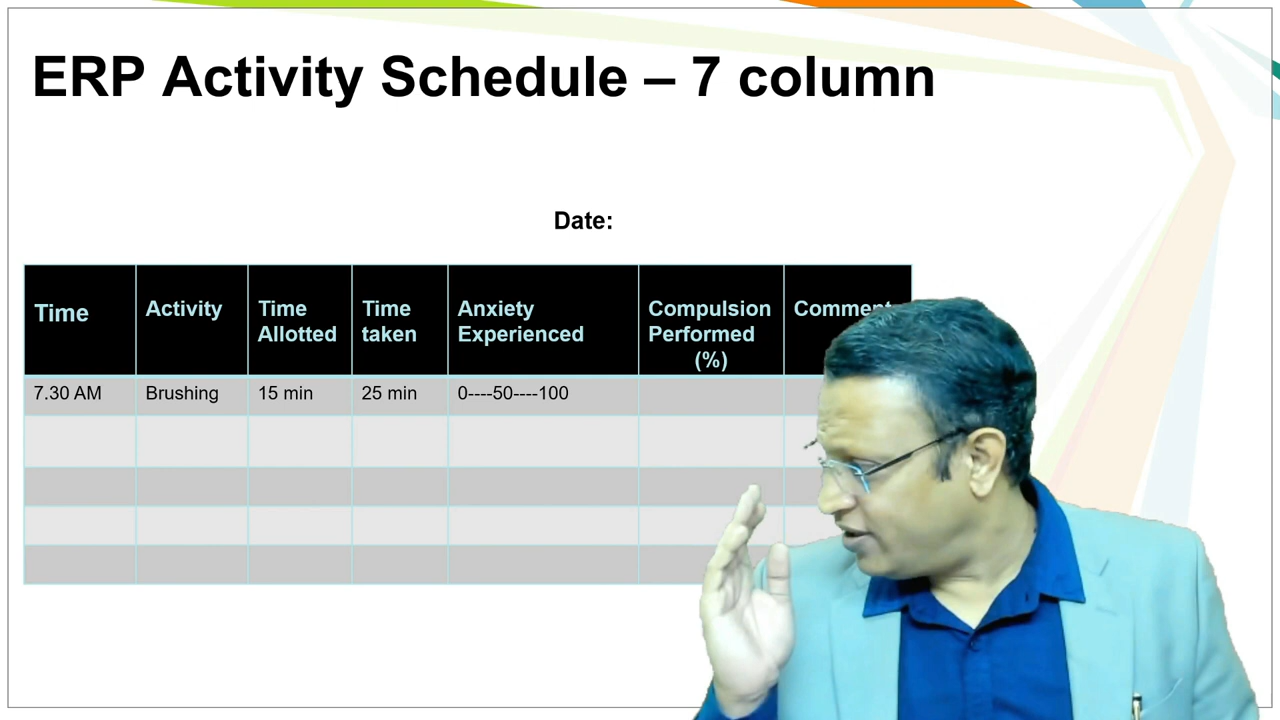 ERP Activity Schedule – 7 column
Date:
Time Activity Time Allotted Time taken Anxiety Experienced Compulsion Performed (%)
7.30 AM Brushing 15 min 25 min 0----50----100